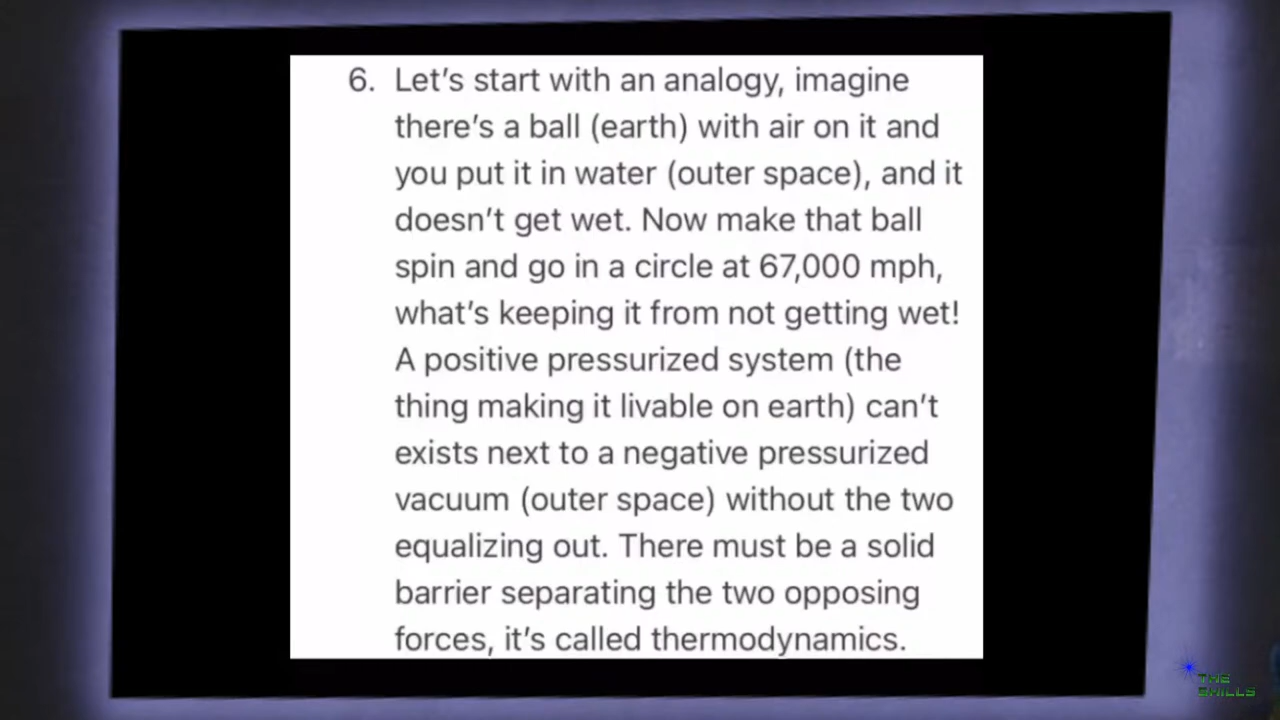 6. Let's start with an analogy, imagine
there's a ball (earth) with air on it and
you put it in water (outer space), and it
doesn't get wet. Now make that ball
spin and go in a circle at 67,000 mph,
what's keeping it from not getting wet!
A positive pressurized system (the
thing making it livable on earth) can't
exists next to a negative pressurized
vacuum (outer space) without the two
equalizing out. There must be a solid
barrier separating the two opposing
forces, it's called thermodynamics.
THE
SKILLS